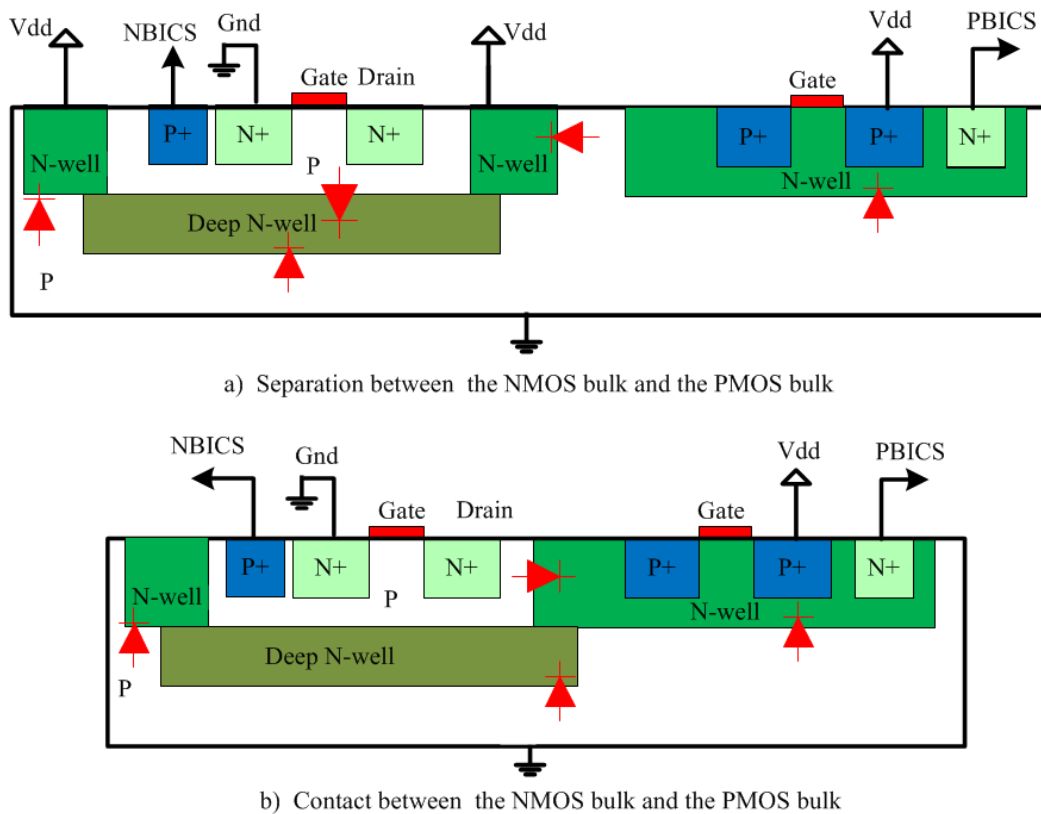 Vdd NBICS Gnd Vdd Vdd PBICS
Gate Drain Gate
P+ N+ N+ P+ P+ N+
N-well P N-well N-well
Deep N-well
P
a) Separation between the NMOS bulk and the PMOS bulk
NBICS Gnd Vdd PBICS
Gate Drain Gate
P+ N+ N+ P+ P+ N+
N-well P N-well
Deep N-well
P
b) Contact between the NMOS bulk and the PMOS bulk